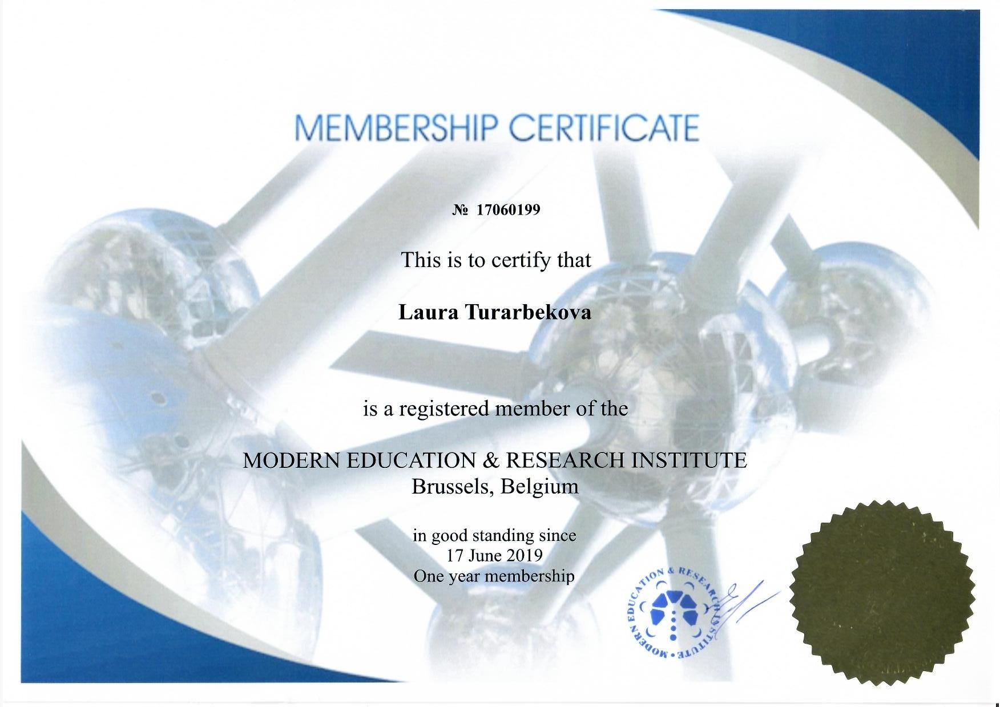 MEMBERSHIP CERTIFICATE
№ 17060199
This is to certify that
Laura Turarbekova
is a registered member of the
MODERN EDUCATION & RESEARCH INSTITUTE
Brussels, Belgium
in good standing since
17 June 2019
One year membership
MODERN EDUCATION & RESEARCH INSTITUTE •